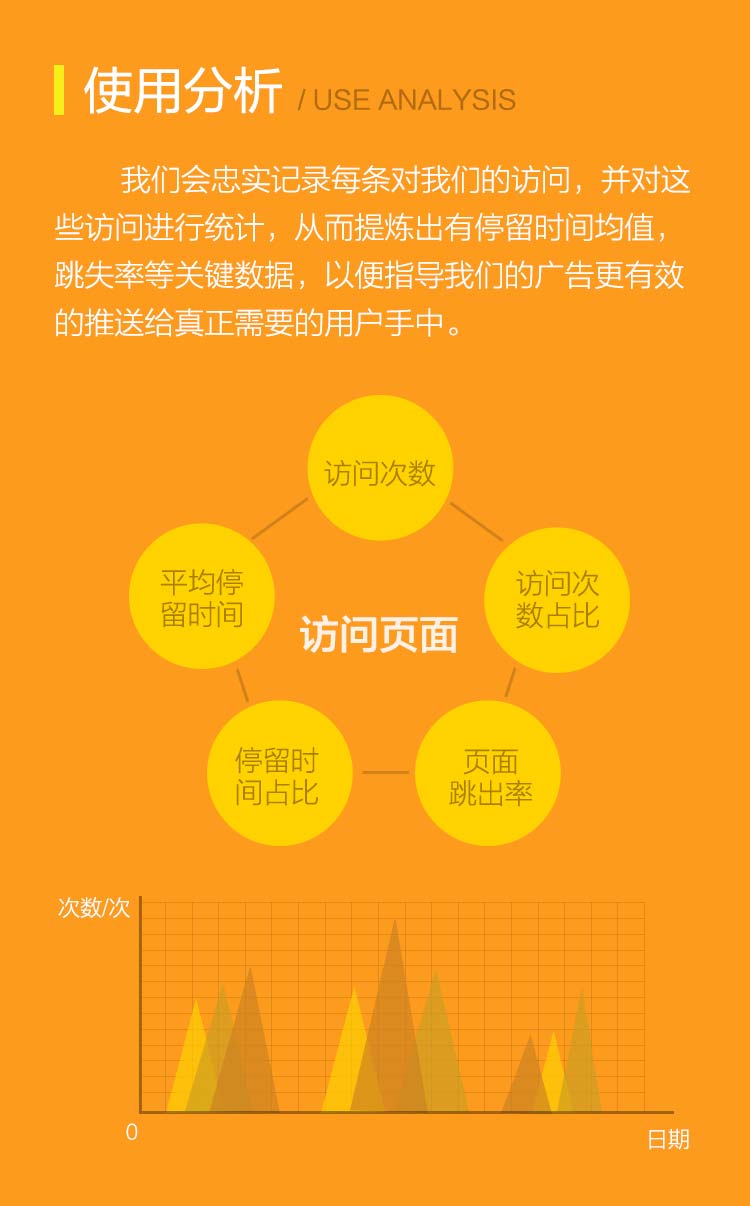 使用分析 / USE ANALYSIS
我们会忠实记录每条对我们的访问，并对这
些访问进行统计，从而提炼出有停留时间均值，
跳失率等关键数据，以便指导我们的广告更有效
的推送给真正需要的用户手中。
访问次数
平均停
留时间
访问次
数占比
访问页面
停留时
间占比
页面
跳出率
次数/次
0
日期